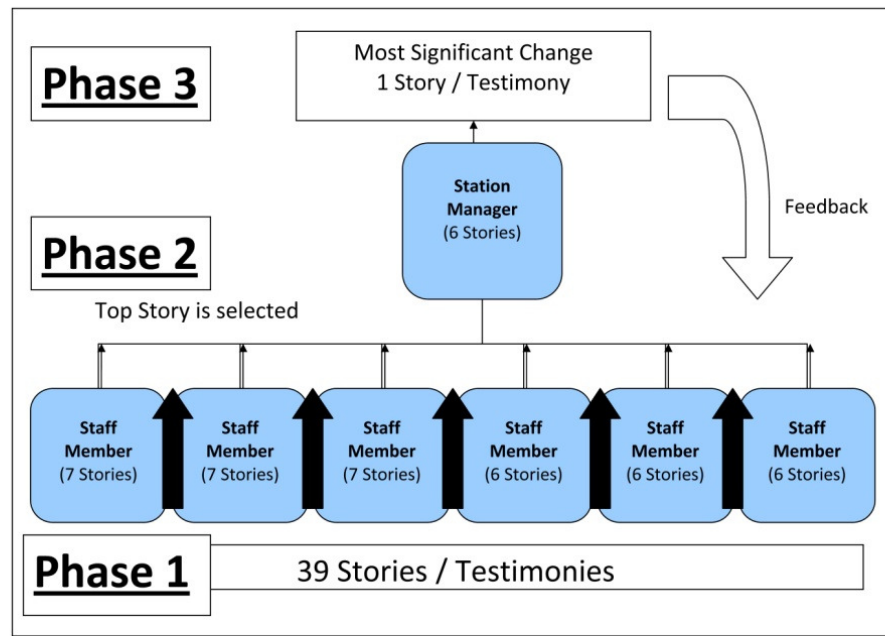 Phase 3
Most Significant Change
1 Story / Testimony
Station
Manager
(6 Stories)
Feedback
Phase 2
Top Story is selected
Staff
Member
(7 Stories)
Staff
Member
(7 Stories)
Staff
Member
(7 Stories)
Staff
Member
(6 Stories)
Staff
Member
(6 Stories)
Staff
Member
(6 Stories)
Phase 1
39 Stories / Testimonies